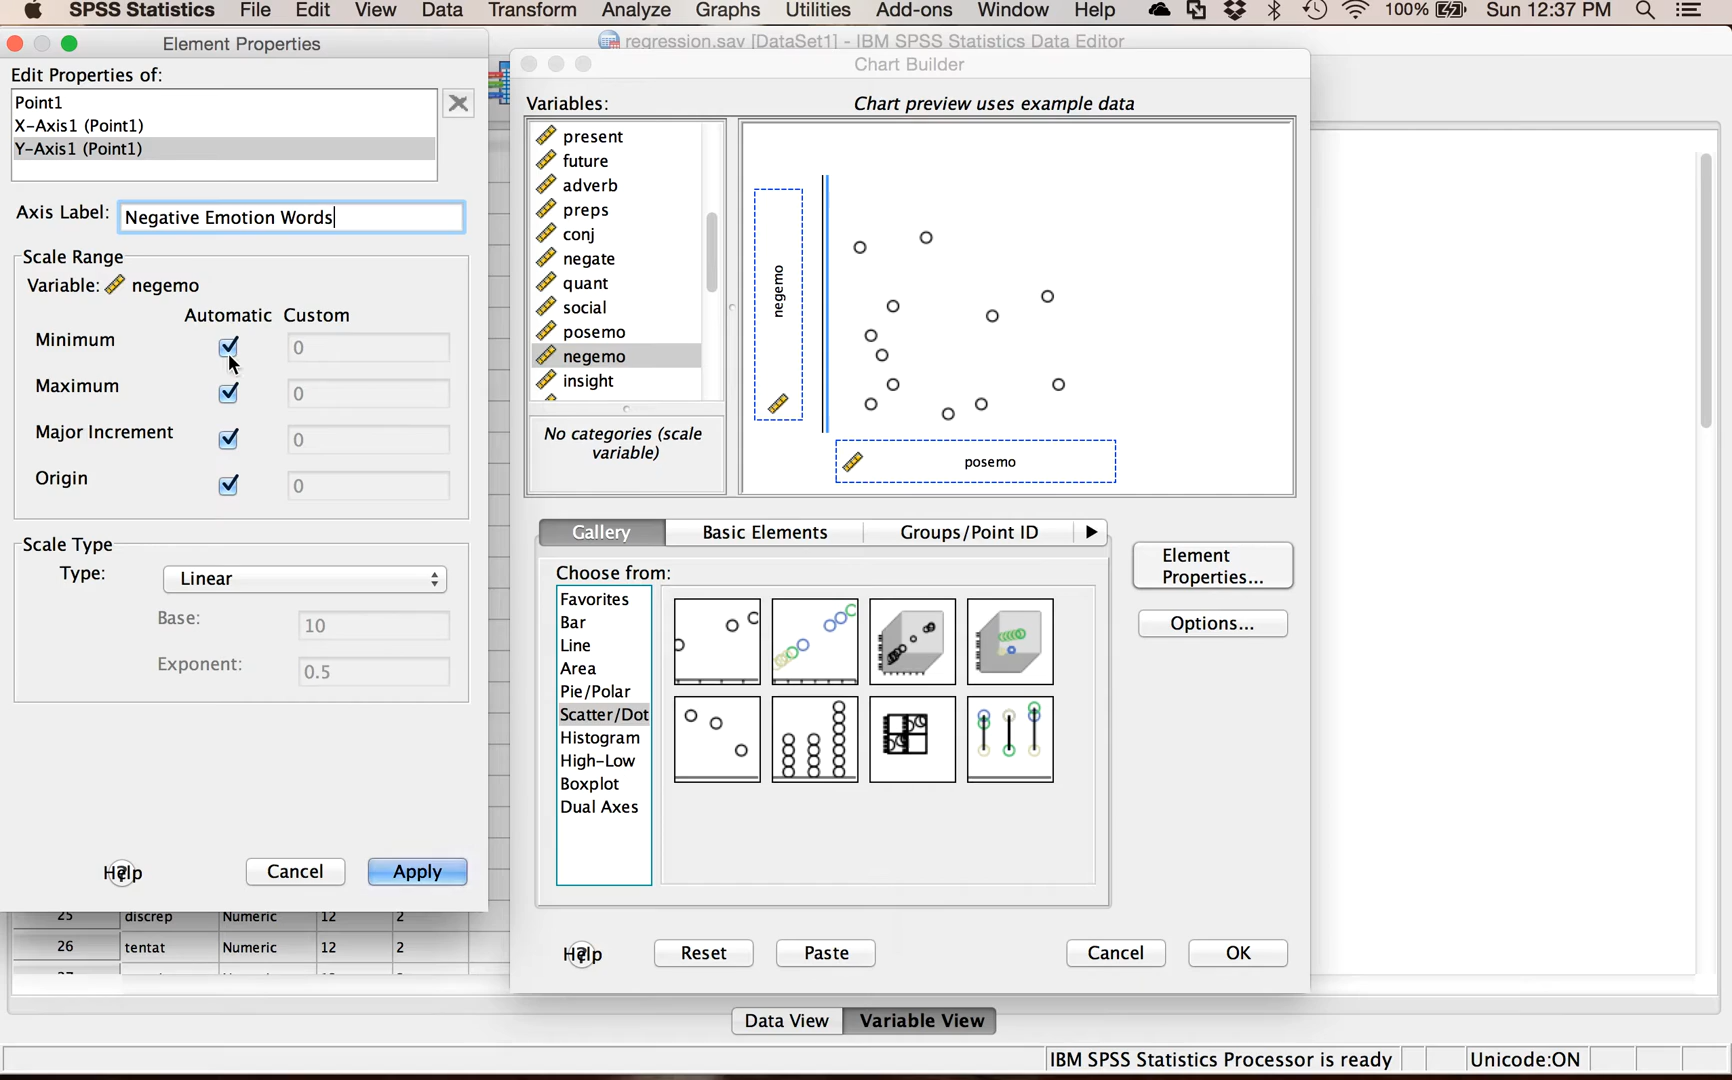 SPSS Statistics File Edit View Data Transform Analyze Graphs Utilities Add-ons Window Help 100% Sun 12:37 PM
regression.sav [DataSet1] - IBM SPSS Statistics Data Editor
Element Properties
Edit Properties of:
Point1
X-Axis1 (Point1)
Y-Axis1 (Point1)
Axis Label: Negative Emotion Words
Scale Range
Variable: negemo
Automatic Custom
Minimum 0
Maximum 0
Major Increment 0
Origin 0
Scale Type
Type: Linear
Base: 10
Exponent: 0.5
Help Cancel Apply
25 discrep Numeric 12 2
26 tentat Numeric 12 2
Chart Builder
Variables: Chart preview uses example data
present
future
adverb
preps
conj
negate
quant
social
posemo
negemo
insight
No categories (scale
variable)
negemo
posemo
Gallery Basic Elements Groups/Point ID
Choose from:
Favorites
Bar
Line
Area
Pie/Polar
Scatter/Dot
Histogram
High-Low
Boxplot
Dual Axes
Element
Properties...
Options...
Help Reset Paste Cancel OK
Data View Variable View
IBM SPSS Statistics Processor is ready Unicode:ON